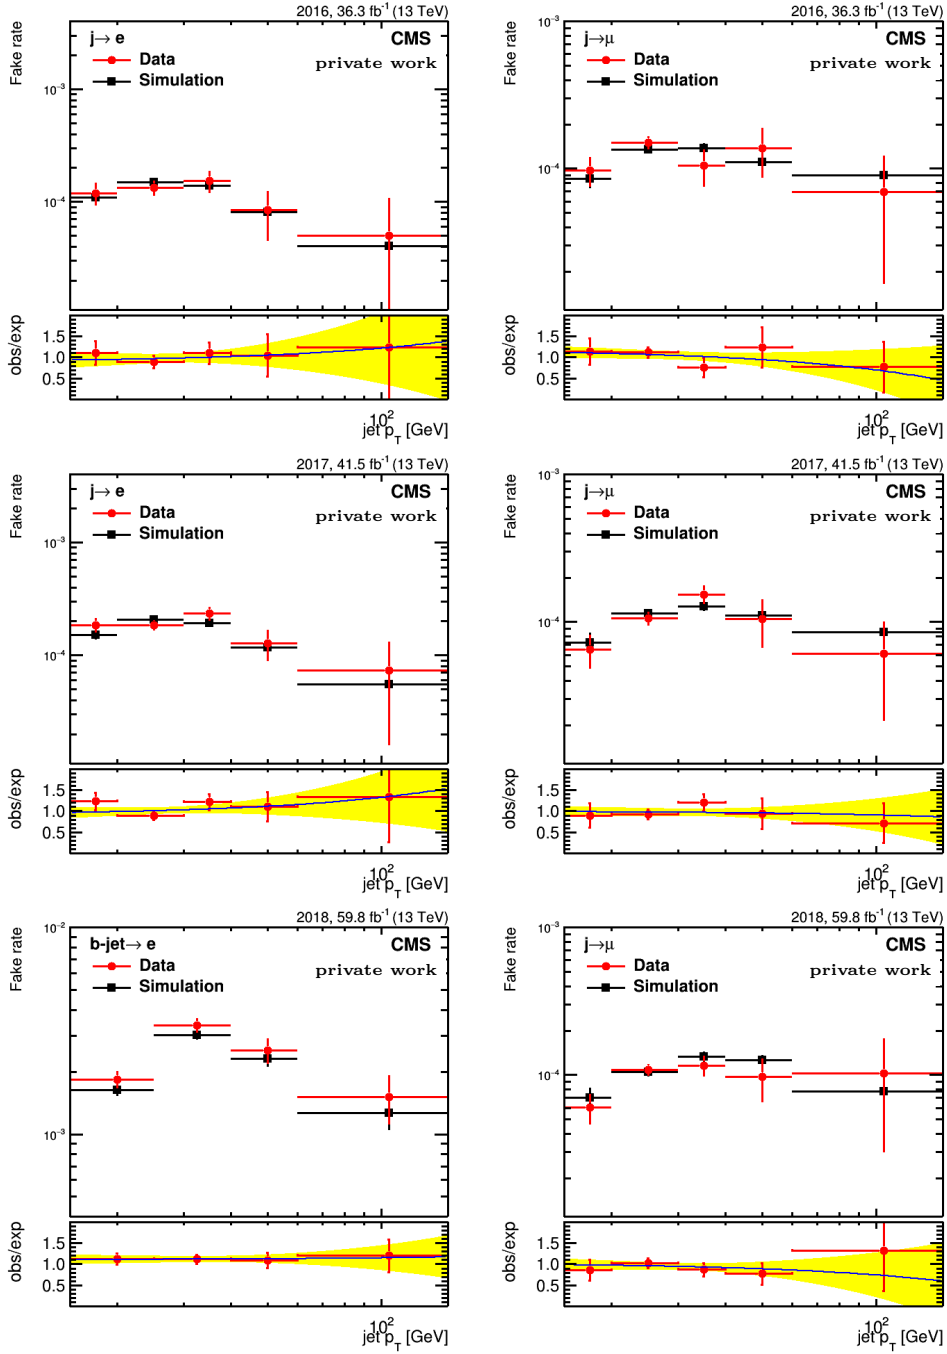 2016, 36.3 fb⁻¹ (13 TeV)
Fake rate
j→ e
CMS
Data
private work
Simulation
10⁻³
10⁻⁴
obs/exp
1.5
1.0
0.5
10²
jet p_T [GeV]
2016, 36.3 fb⁻¹ (13 TeV)
10⁻³
Fake rate
j→μ
CMS
Data
private work
Simulation
10⁻⁴
obs/exp
1.5
1.0
0.5
10²
jet p_T [GeV]
2017, 41.5 fb⁻¹ (13 TeV)
Fake rate
j→ e
CMS
Data
private work
Simulation
10⁻³
10⁻⁴
obs/exp
1.5
1.0
0.5
10²
jet p_T [GeV]
2017, 41.5 fb⁻¹ (13 TeV)
10⁻³
Fake rate
j→μ
CMS
Data
private work
Simulation
10⁻⁴
obs/exp
1.5
1.0
0.5
10²
jet p_T [GeV]
2018, 59.8 fb⁻¹ (13 TeV)
10⁻²
Fake rate
b-jet→ e
CMS
Data
private work
Simulation
10⁻³
obs/exp
1.5
1.0
0.5
10²
jet p_T [GeV]
2018, 59.8 fb⁻¹ (13 TeV)
10⁻³
Fake rate
j→μ
CMS
Data
private work
Simulation
10⁻⁴
obs/exp
1.5
1.0
0.5
10²
jet p_T [GeV]